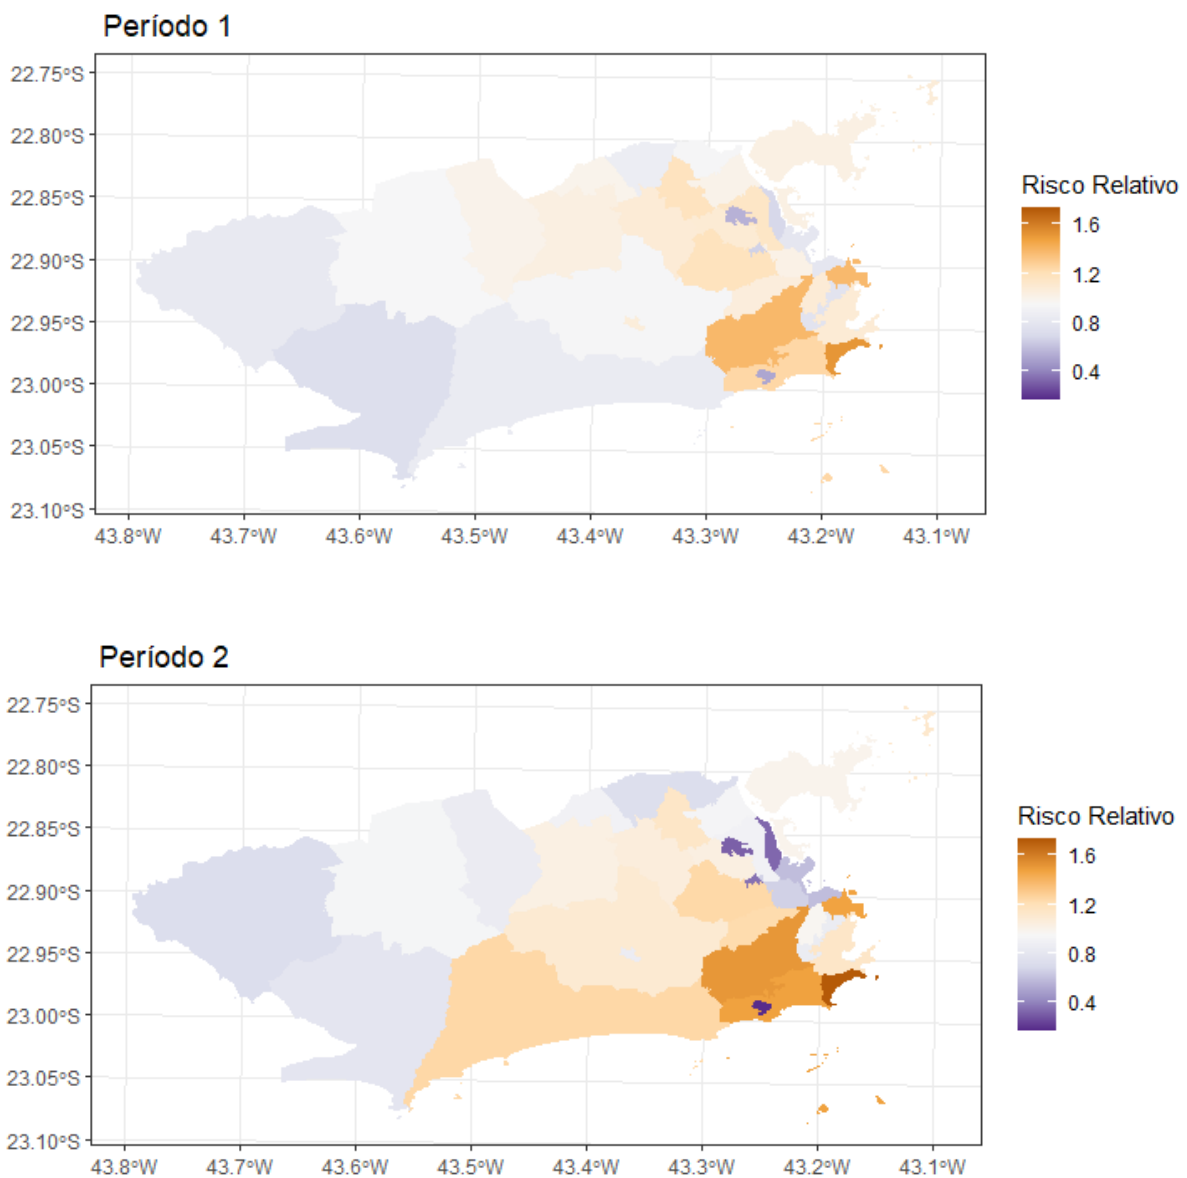 Período 1
22.75°S
22.80°S
22.85°S
22.90°S
22.95°S
23.00°S
23.05°S
23.10°S
43.8°W 43.7°W 43.6°W 43.5°W 43.4°W 43.3°W 43.2°W 43.1°W
Risco Relativo
1.6
1.2
0.8
0.4
Período 2
22.75°S
22.80°S
22.85°S
22.90°S
22.95°S
23.00°S
23.05°S
23.10°S
43.8°W 43.7°W 43.6°W 43.5°W 43.4°W 43.3°W 43.2°W 43.1°W
Risco Relativo
1.6
1.2
0.8
0.4